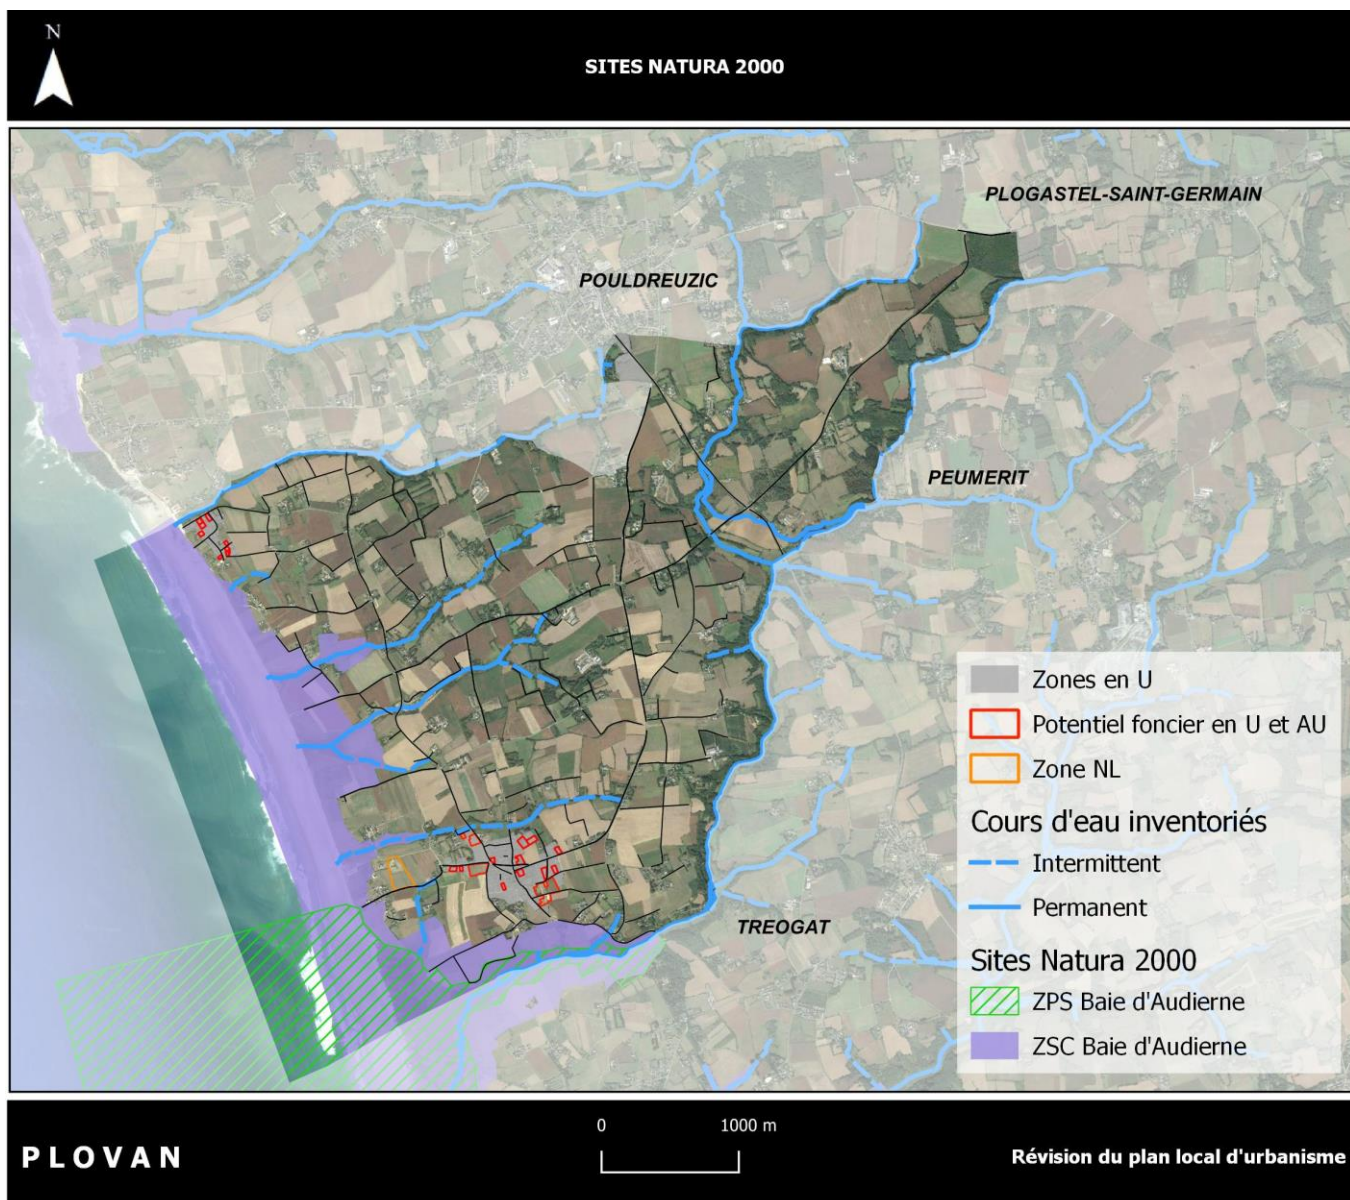 N
SITES NATURA 2000
PLOGASTEL-SAINT-GERMAIN
POULDREUZIC
PEUMERIT
TREOGAT
Zones en U
Potentiel foncier en U et AU
Zone NL
Cours d'eau inventoriés
Intermittent
Permanent
Sites Natura 2000
ZPS Baie d'Audierne
ZSC Baie d'Audierne
0 1000 m
PLOVAN
Révision du plan local d'urbanisme